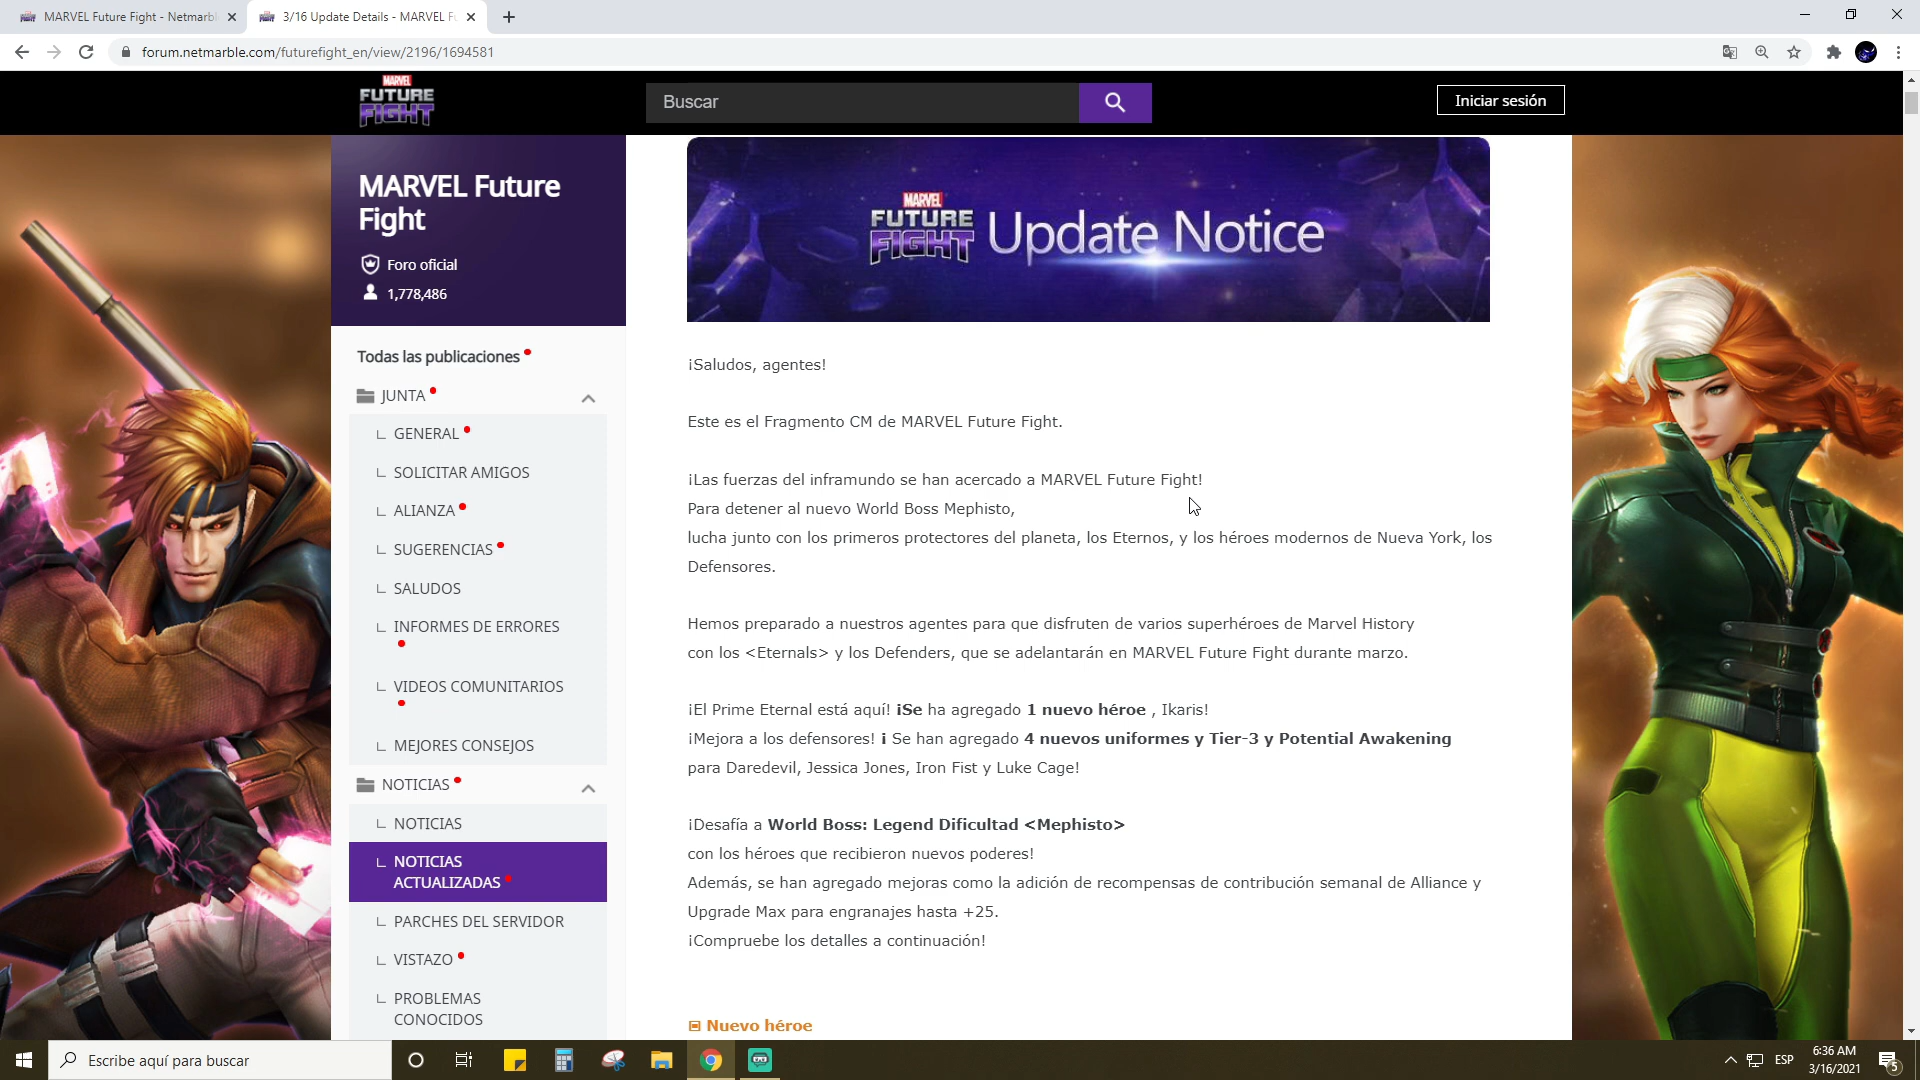 MARVEL Future Fight - Netmarbl
3/16 Update Details - MARVEL Fu
forum.netmarble.com/futurefight_en/view/2196/1694581
MARVEL
FUTURE
FIGHT
Buscar
Iniciar sesión
MARVEL Future
Fight
Foro oficial
1,778,486
Todas las publicaciones
JUNTA
GENERAL
SOLICITAR AMIGOS
ALIANZA
SUGERENCIAS
SALUDOS
INFORMES DE ERRORES
VIDEOS COMUNITARIOS
MEJORES CONSEJOS
NOTICIAS
NOTICIAS
NOTICIAS
ACTUALIZADAS
PARCHES DEL SERVIDOR
VISTAZO
PROBLEMAS
CONOCIDOS
MARVEL
FUTURE
FIGHT
Update Notice
¡Saludos, agentes!
Este es el Fragmento CM de MARVEL Future Fight.
¡Las fuerzas del inframundo se han acercado a MARVEL Future Fight!
Para detener al nuevo World Boss Mephisto,
lucha junto con los primeros protectores del planeta, los Eternos, y los héroes modernos de Nueva York, los
Defensores.
Hemos preparado a nuestros agentes para que disfruten de varios superhéroes de Marvel History
con los <Eternals> y los Defenders, que se adelantarán en MARVEL Future Fight durante marzo.
¡El Prime Eternal está aquí! ¡Se ha agregado 1 nuevo héroe , Ikaris!
¡Mejora a los defensores! ¡ Se han agregado 4 nuevos uniformes y Tier-3 y Potential Awakening
para Daredevil, Jessica Jones, Iron Fist y Luke Cage!
¡Desafía a World Boss: Legend Dificultad <Mephisto>
con los héroes que recibieron nuevos poderes!
Además, se han agregado mejoras como la adición de recompensas de contribución semanal de Alliance y
Upgrade Max para engranajes hasta +25.
¡Compruebe los detalles a continuación!
▣ Nuevo héroe
Escribe aquí para buscar
ESP
6:36 AM
3/16/2021
5